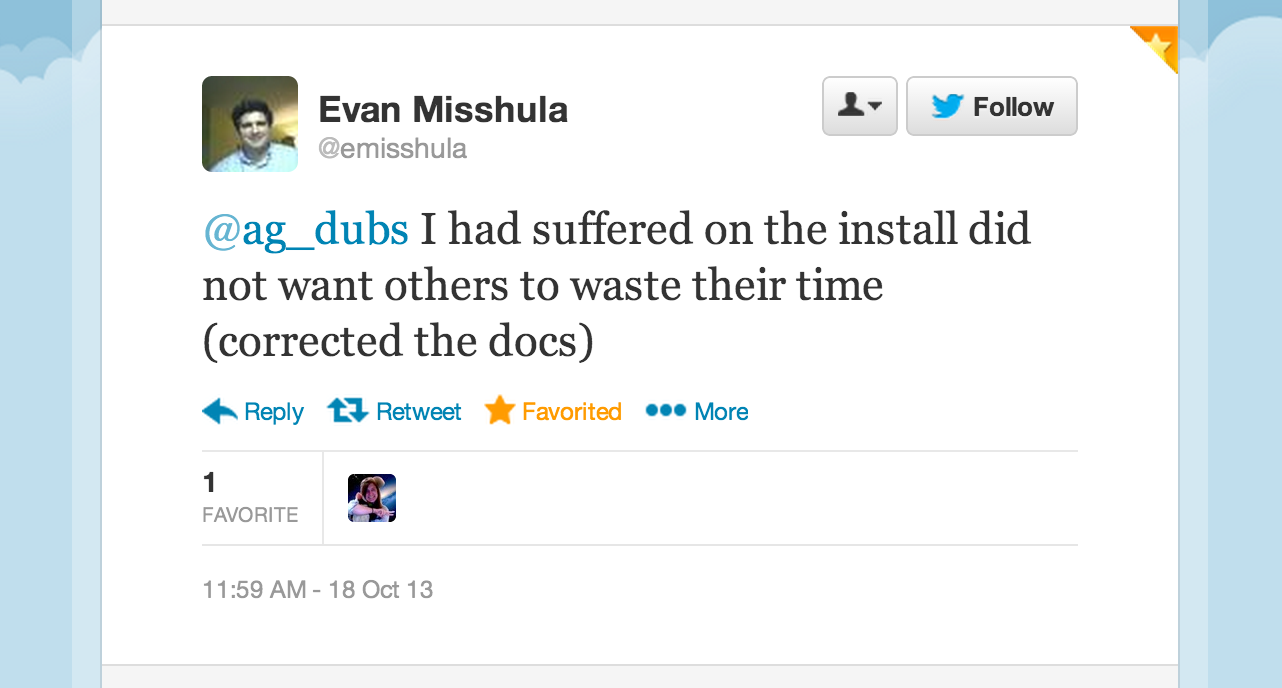 Evan Misshula
@emisshula
Follow
@ag_dubs I had suffered on the install did
not want others to waste their time
(corrected the docs)
Reply Retweet Favorited More
1
FAVORITE
11:59 AM - 18 Oct 13